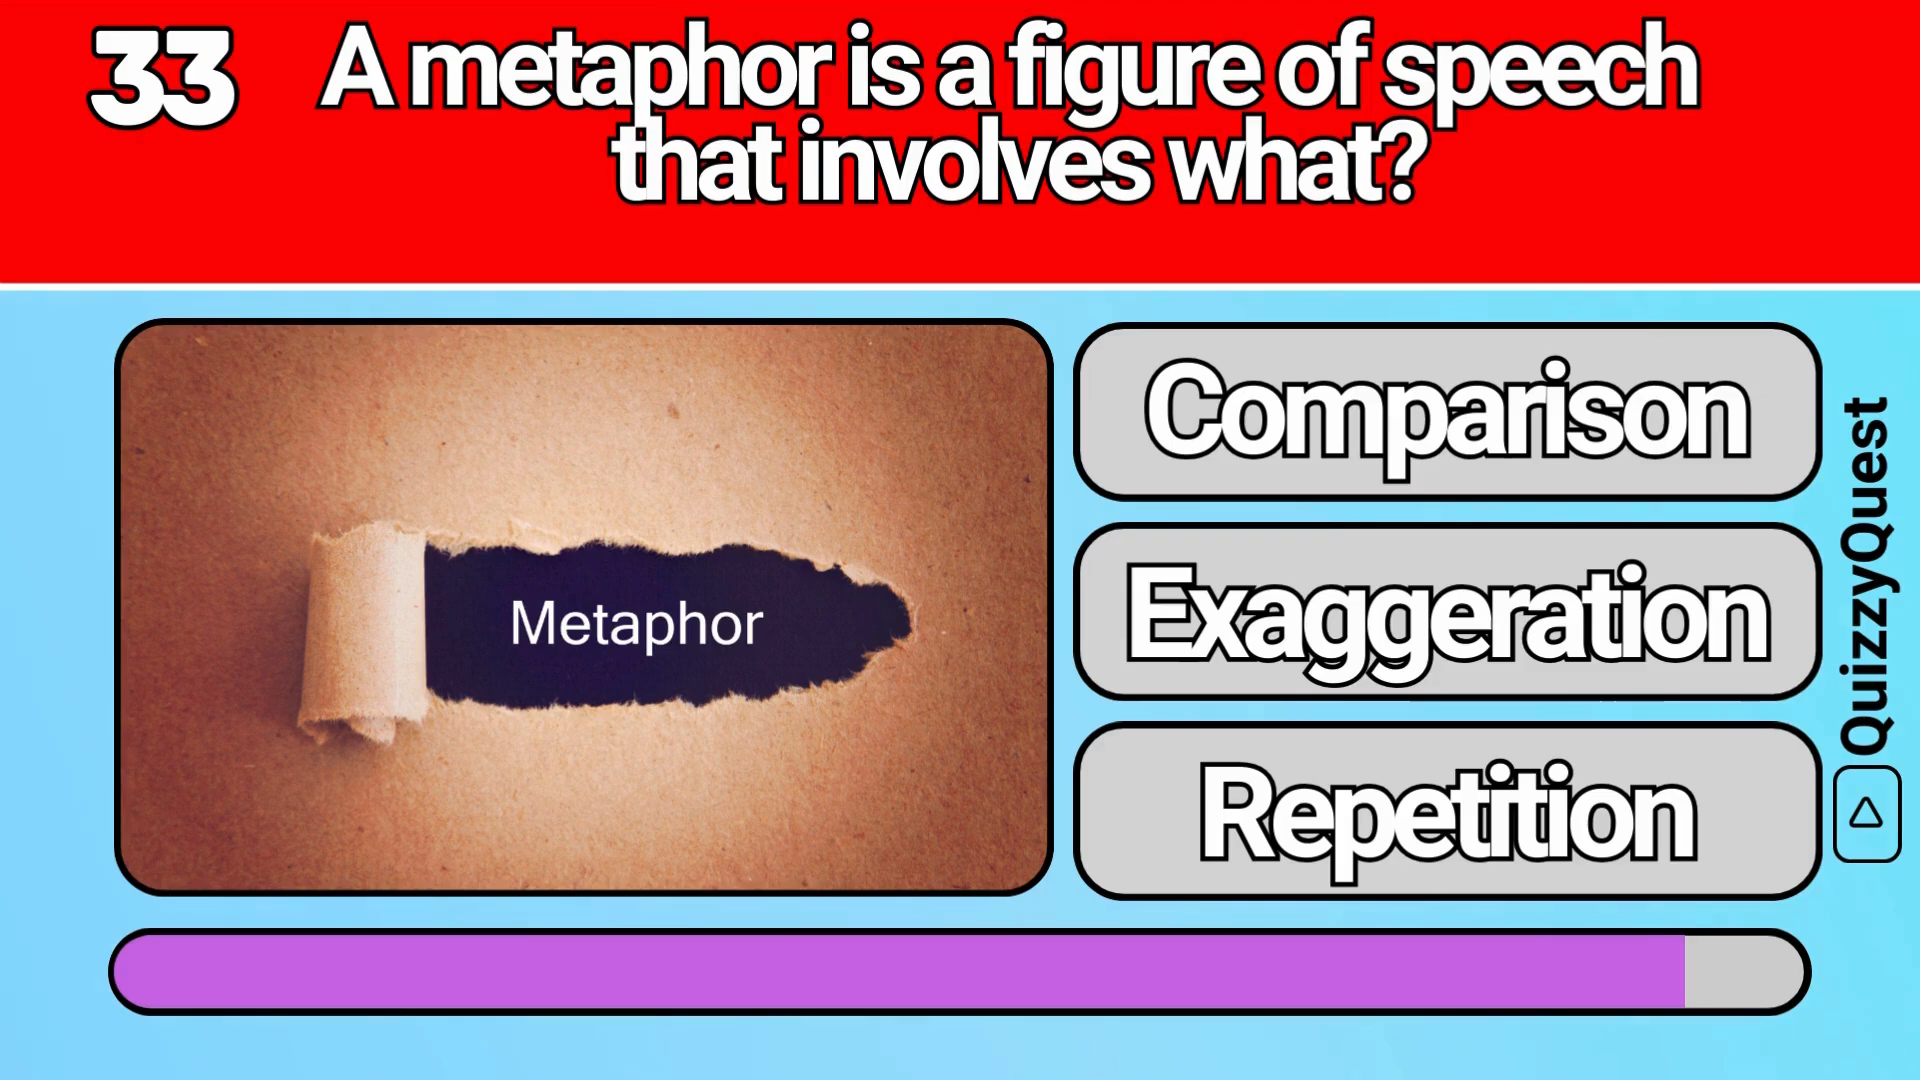 33
A metaphor is a figure of speech
that involves what?
Metaphor
Comparison
Exaggeration
Repetition
QuizzyQuest